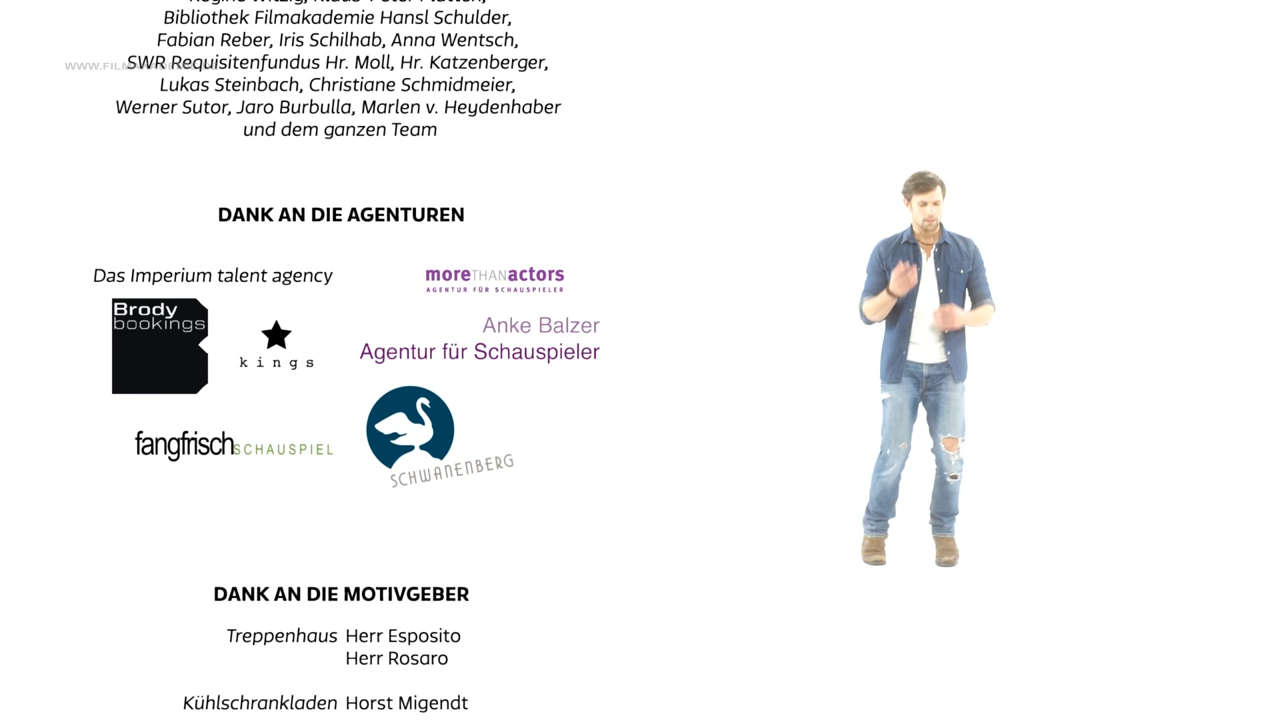 Bibliothek Filmakademie Hansl Schulder,
Fabian Reber, Iris Schilhab, Anna Wentsch,
SWR Requisitenfundus Hr. Moll, Hr. Katzenberger,
Lukas Steinbach, Christiane Schmidmeier,
Werner Sutor, Jaro Burbulla, Marlen v. Heydenhaber
und dem ganzen Team
DANK AN DIE AGENTUREN
Das Imperium talent agency
moreTHANactors
AGENTUR FÜR SCHAUSPIELER
Brody
bookings
kings
Anke Balzer
Agentur für Schauspieler
fangfrischSCHAUSPIEL
SCHWANENBERG
DANK AN DIE MOTIVGEBER
Treppenhaus Herr Esposito
Herr Rosaro
Kühlschrankladen Horst Migendt